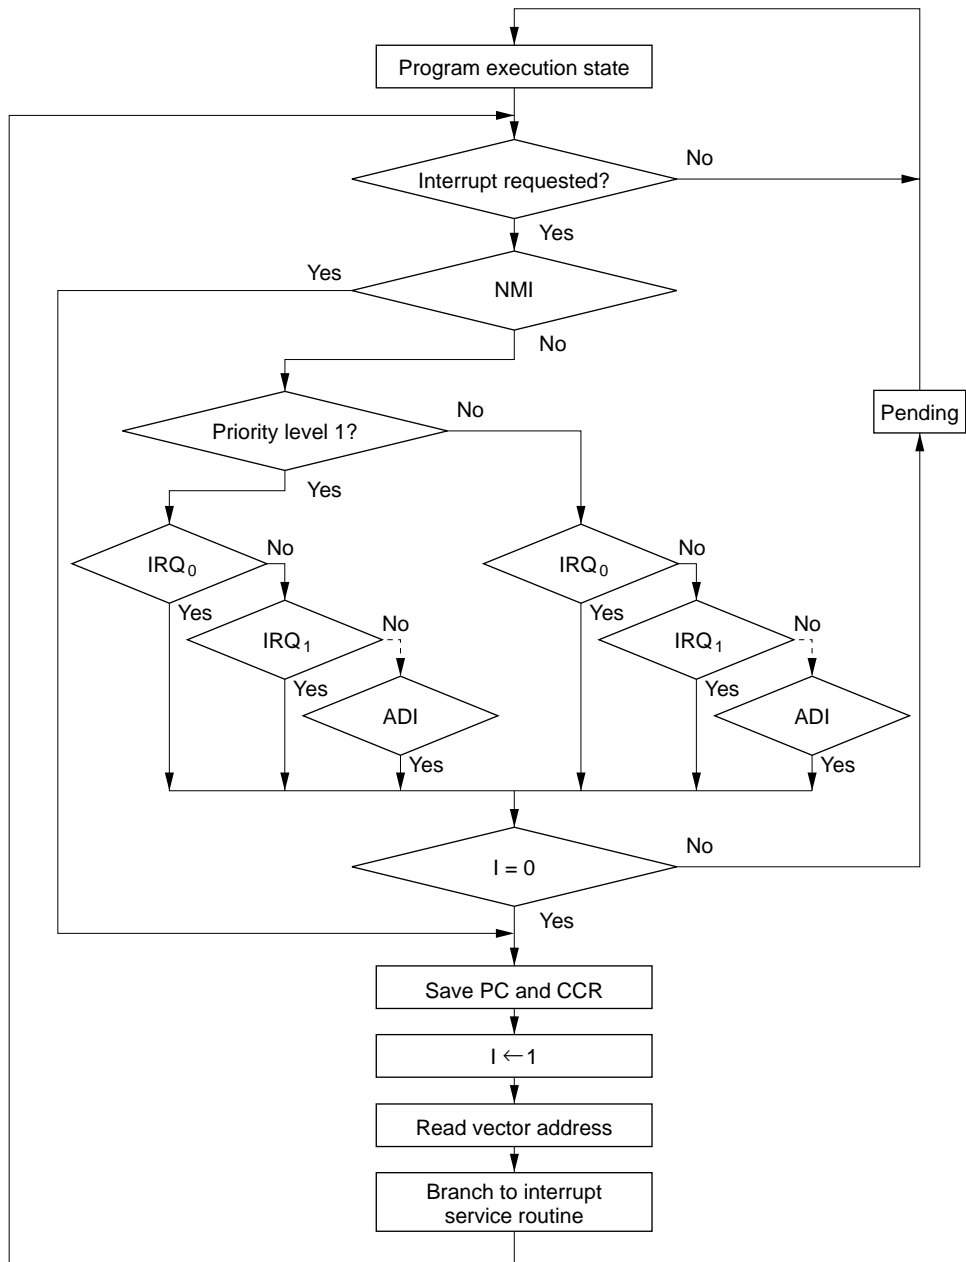 Program execution state
No
Interrupt requested?
Yes
Yes
NMI
No
No
Pending
Priority level 1?
Yes
No
No
IRQ0
IRQ0
Yes
No
Yes
No
IRQ1
IRQ1
Yes
Yes
ADI
ADI
Yes
Yes
No
I = 0
Yes
Save PC and CCR
I ← 1
Read vector address
Branch to interrupt
service routine